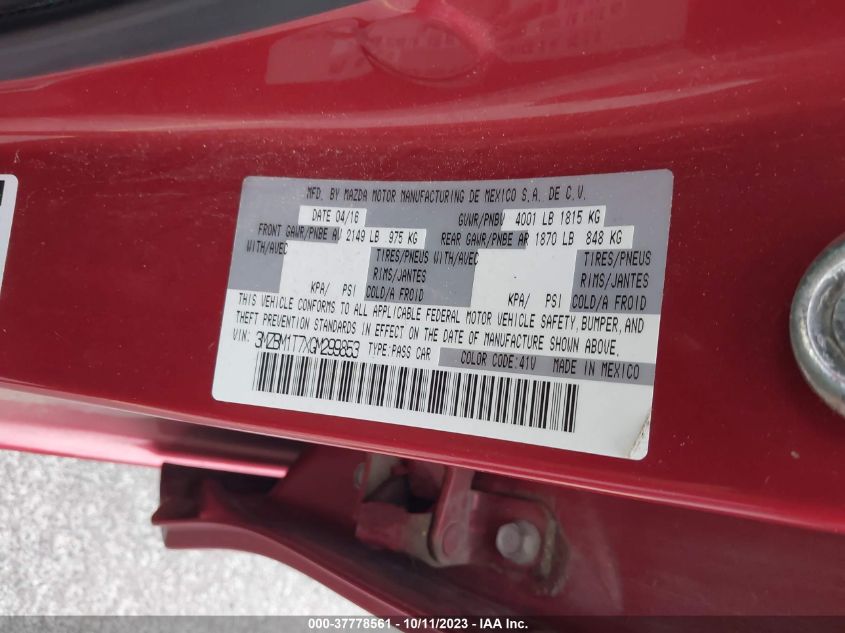 MFD. BY MAZDA MOTOR MANUFACTURING DE MEXICO S.A. DE C.V.
DATE 04/16 GVWR/PNBV 4001 LB 1815 KG
FRONT GAWR/PNBE AV 2149 LB 975 KG REAR GAWR/PNBE AR 1870 LB 848 KG
WITH/AVEC TIRES/PNEUS WITH/AVEC TIRES/PNEUS
RIMS/JANTES RIMS/JANTES
KPA/ PSI COLD/A FROID KPA/ PSI COLD/A FROID
THIS VEHICLE CONFORMS TO ALL APPLICABLE FEDERAL MOTOR VEHICLE SAFETY, BUMPER, AND
THEFT PREVENTION STANDARDS IN EFFECT ON THE DATE OF MANUFACTURE SHOWN ABOVE.
VIN: 3MZBM1T7XGM299853 TYPE:PASS CAR COLOR CODE:41V MADE IN MEXICO
000-37778561 - 10/11/2023 - IAA Inc.